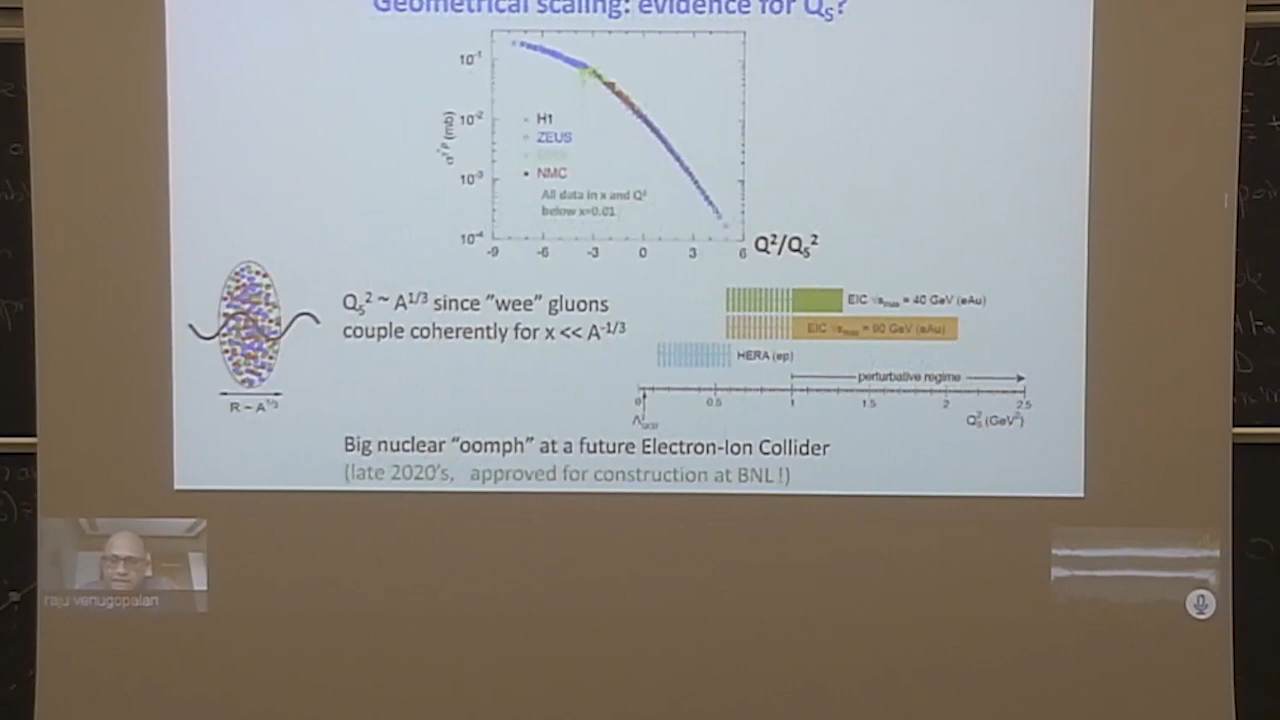 Geometrical scaling: evidence for Qs?
10⁻¹
10⁻²
10⁻³
10⁻⁴
σγ*p (mb)
H1
ZEUS
NMC
All data in x and Q²
below x=0.01
-9 -6 -3 0 3 6
Q²/Qs²
Qs² ~ A^1/3 since "wee" gluons
couple coherently for x << A^-1/3
R ~ A^1/3
EIC √smax = 40 GeV (eAu)
EIC √smax = 90 GeV (eAu)
HERA (ep)
perturbative regime
0 0.5 1 1.5 2 2.5
Λ²QCD
Qs² (GeV²)
Big nuclear "oomph" at a future Electron-Ion Collider
(late 2020's, approved for construction at BNL!)
raju venugopalan